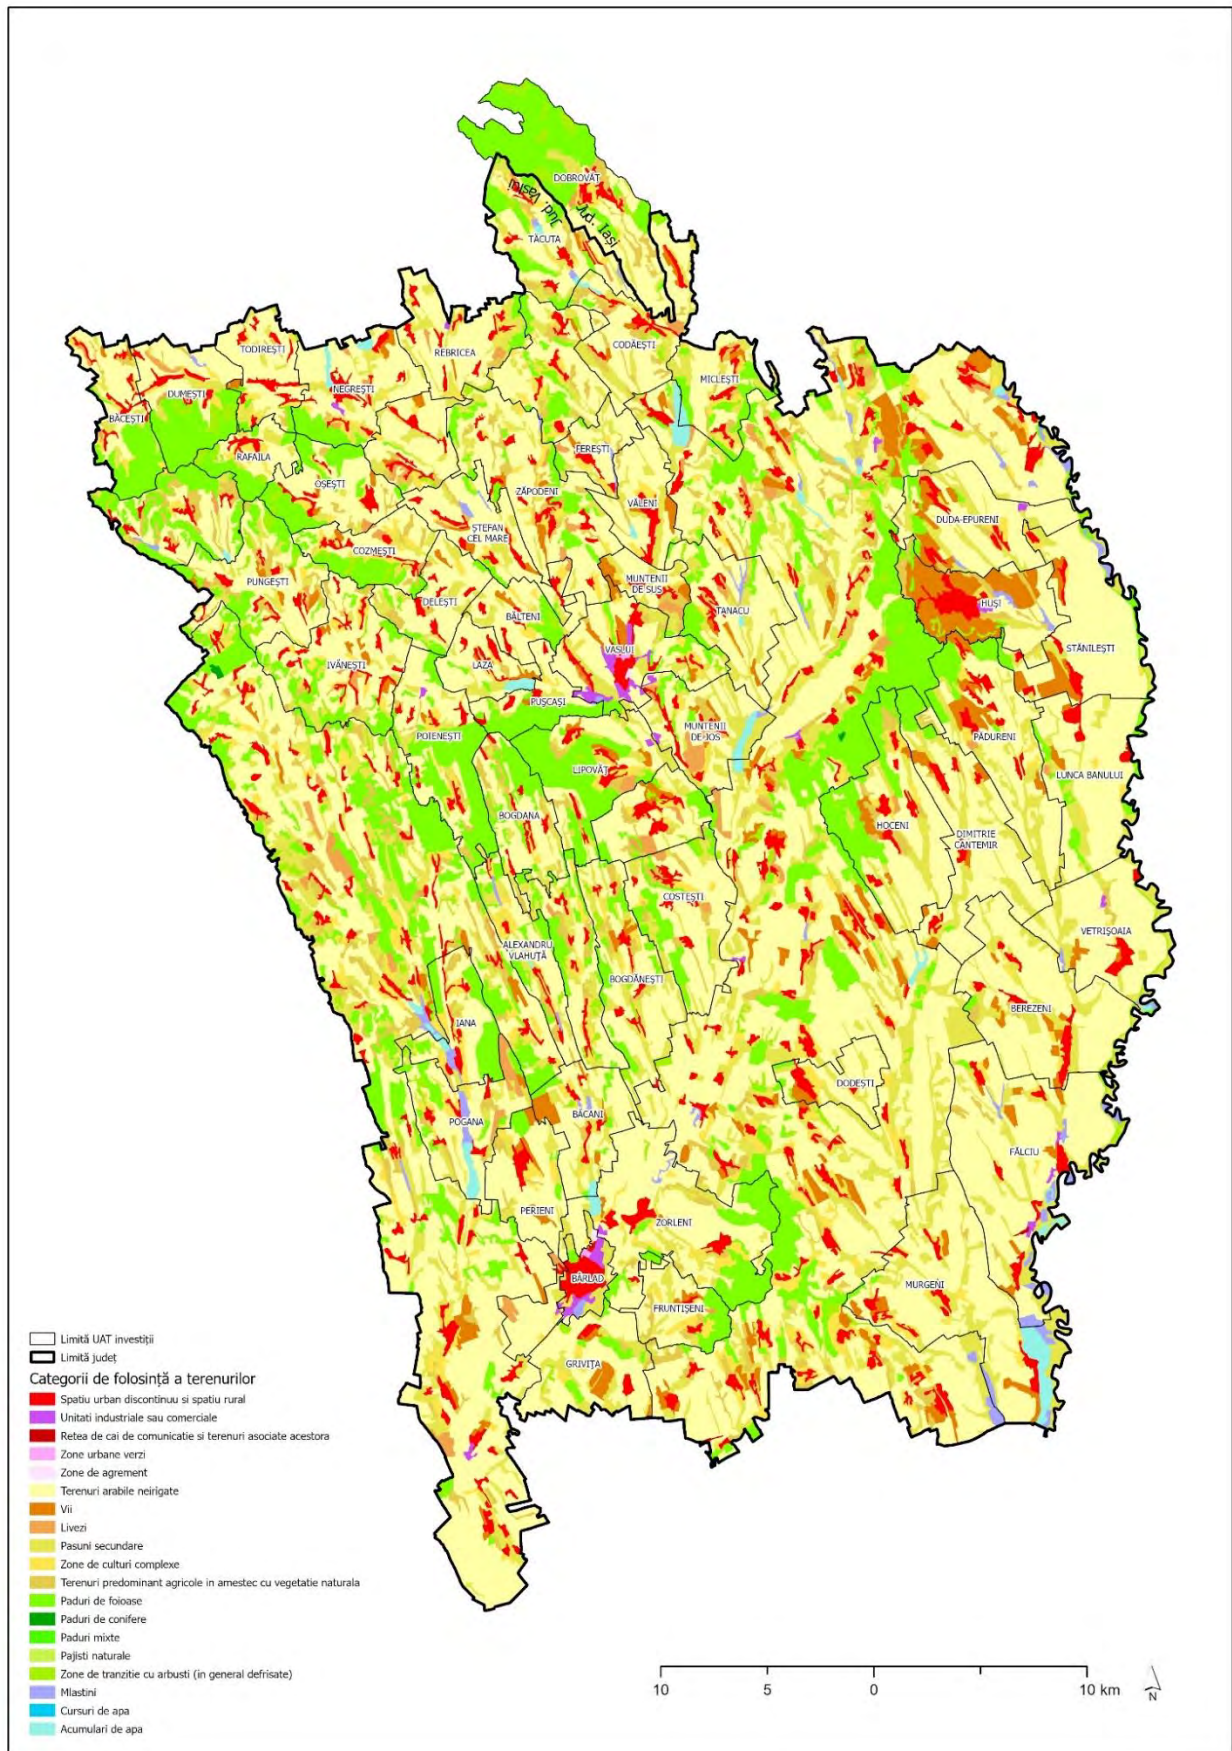 DOBROVĂȚ
Jud. Vaslui
Jud. Iași
TĂCUTA
CODĂEȘTI
TODIREȘTI
REBRICEA
MICLEȘTI
NEGREȘTI
DUMEȘTI
BĂCEȘTI
RAFAILA
FEREȘTI
OȘEȘTI
ZĂPODENI
VĂLENI
DUDA-EPURENI
ȘTEFAN
CEL MARE
COZMEȘTI
PUNGEȘTI
MUNTENII
DE SUS
DELEȘTI
TANACU
HUȘI
BĂLTENI
VASLUI
STĂNILEȘTI
IVĂNEȘTI
LAZA
PUȘCAȘI
MUNTENII
DE JOS
POIENEȘTI
PĂDURENI
LIPOVĂȚ
LUNCA BANULUI
BOGDANA
HOCENI
DIMITRIE
CANTEMIR
COSTEȘTI
VETRIȘOAIA
ALEXANDRU
VLAHUȚĂ
BOGDĂNEȘTI
BEREZENI
IANA
DODEȘTI
BĂCANI
POGANA
FĂLCIU
PERIENI
ZORLENI
BÂRLAD
MURGENI
FRUNTIȘENI
GRIVIȚA
Limită UAT investiții
Limită județ
Categorii de folosință a terenurilor
Spatiu urban discontinuu si spatiu rural
Unitati industriale sau comerciale
Retea de cai de comunicatie si terenuri asociate acestora
Zone urbane verzi
Zone de agrement
Terenuri arabile neirigate
Vii
Livezi
Pasuni secundare
Zone de culturi complexe
Terenuri predominant agricole in amestec cu vegetatie naturala
Paduri de foioase
Paduri de conifere
Paduri mixte
Pajisti naturale
Zone de tranzitie cu arbusti (in general defrisate)
Mlastini
Cursuri de apa
Acumulari de apa
10 5 0 10 km
N